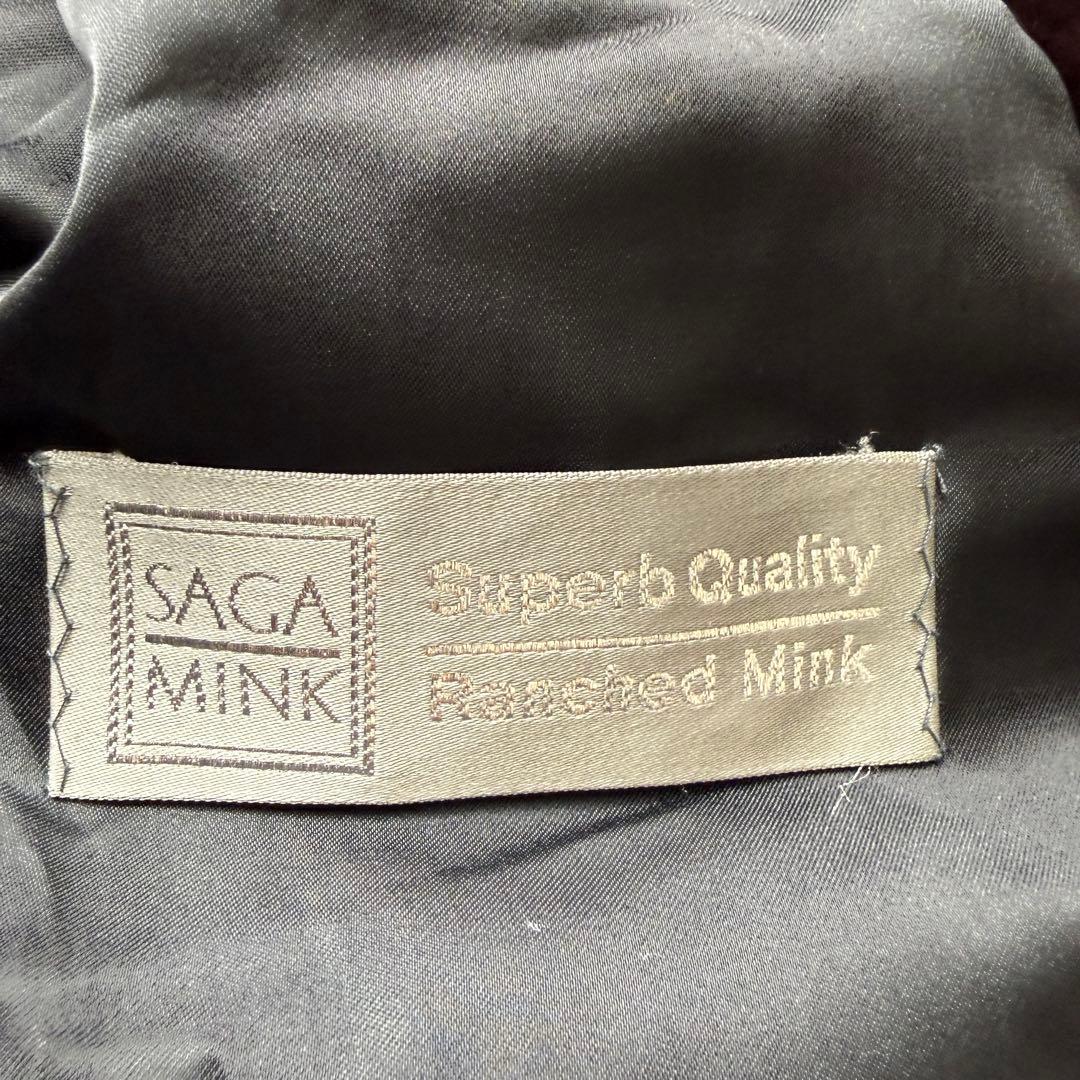 SAGA
MINK
Superb Quality
Ranched Mink